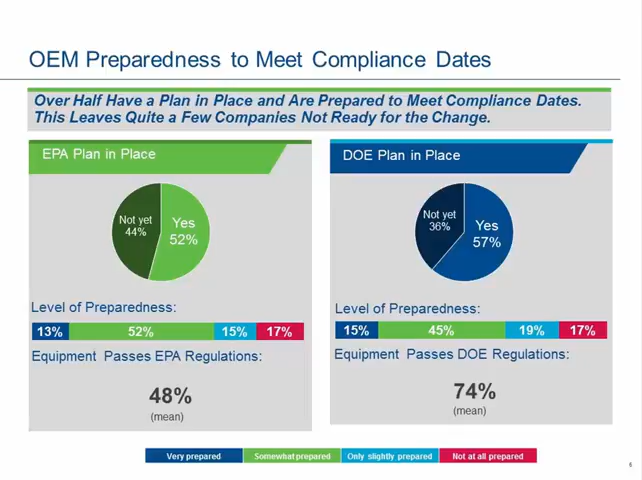 OEM Preparedness to Meet Compliance Dates
Over Half Have a Plan in Place and Are Prepared to Meet Compliance Dates.
This Leaves Quite a Few Companies Not Ready for the Change.
EPA Plan in Place
Not yet
44%
Yes
52%
Level of Preparedness:
13% 52% 15% 17%
Equipment Passes EPA Regulations:
48%
(mean)
DOE Plan in Place
Not yet
36%
Yes
57%
Level of Preparedness:
15% 45% 19% 17%
Equipment Passes DOE Regulations:
74%
(mean)
Very prepared Somewhat prepared Only slightly prepared Not at all prepared
6